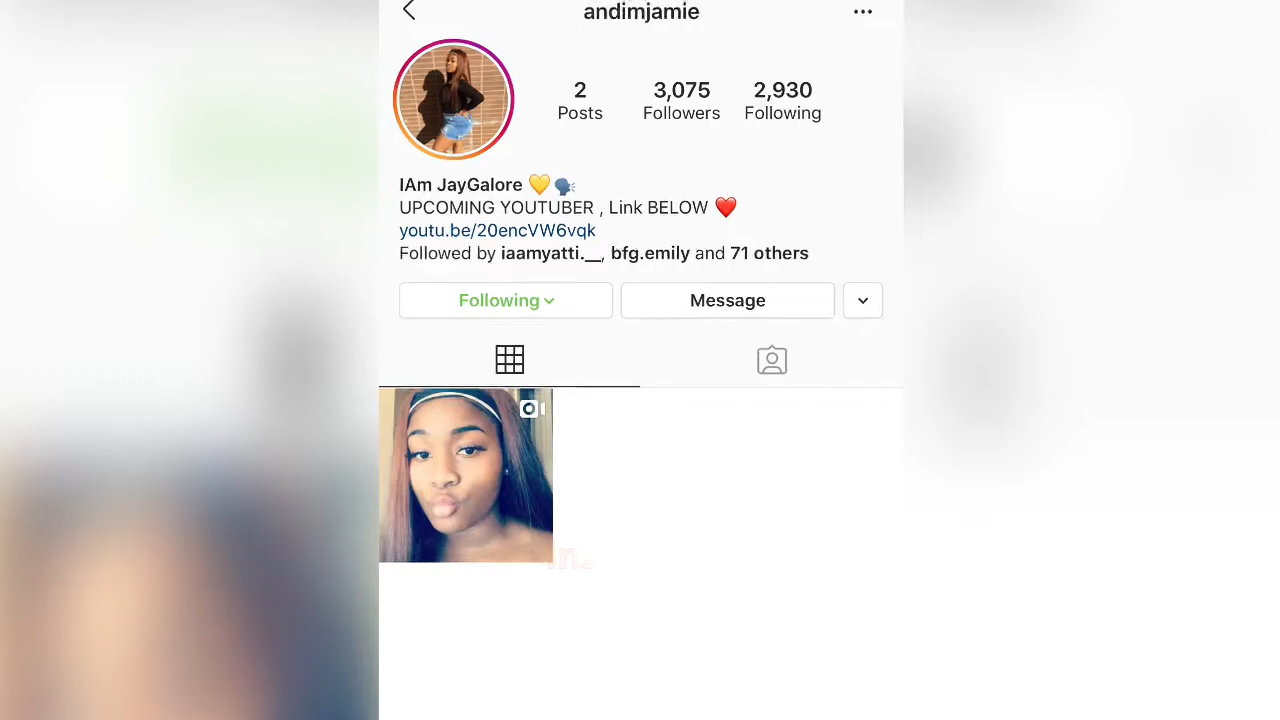 andimjamie
2 3,075 2,930
Posts Followers Following
IAm JayGalore 💛🗣
UPCOMING YOUTUBER , Link BELOW ❤️
youtu.be/20encVW6vqk
Followed by iaamyatti.__, bfg.emily and 71 others
Following Message